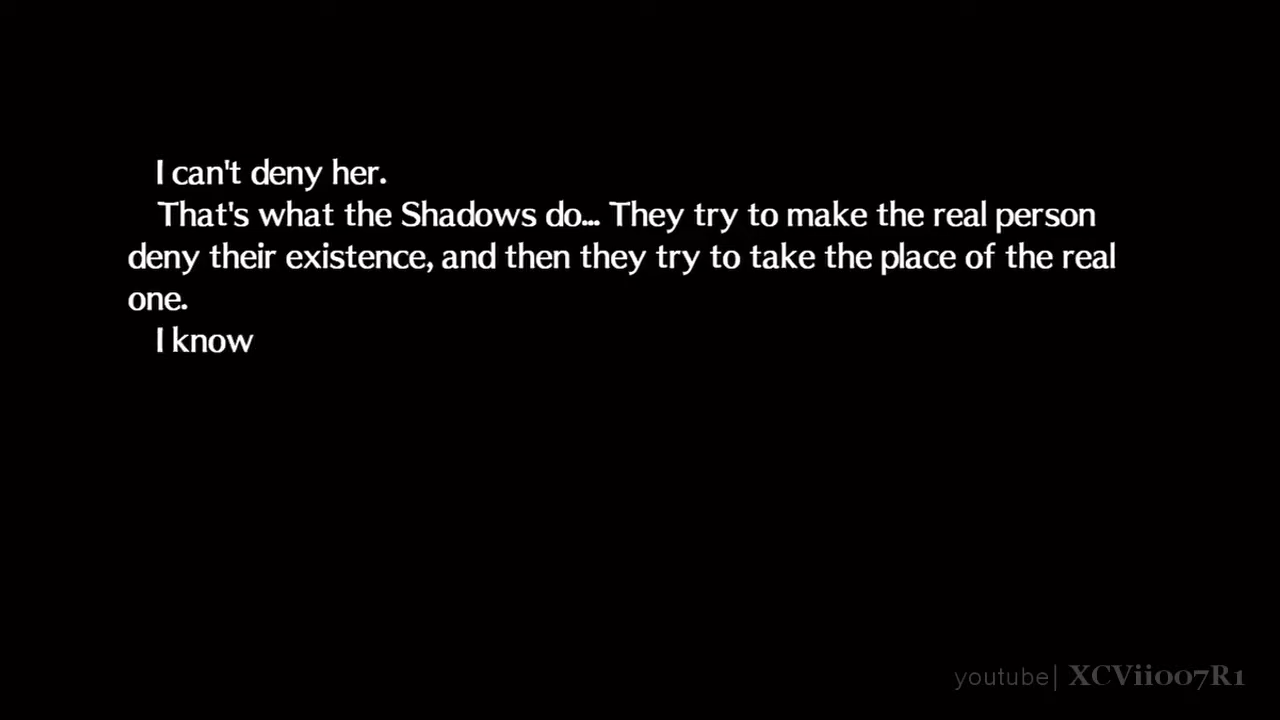 I can't deny her.
That's what the Shadows do... They try to make the real person
deny their existence, and then they try to take the place of the real
one.
I know
youtube| XCVii007R1